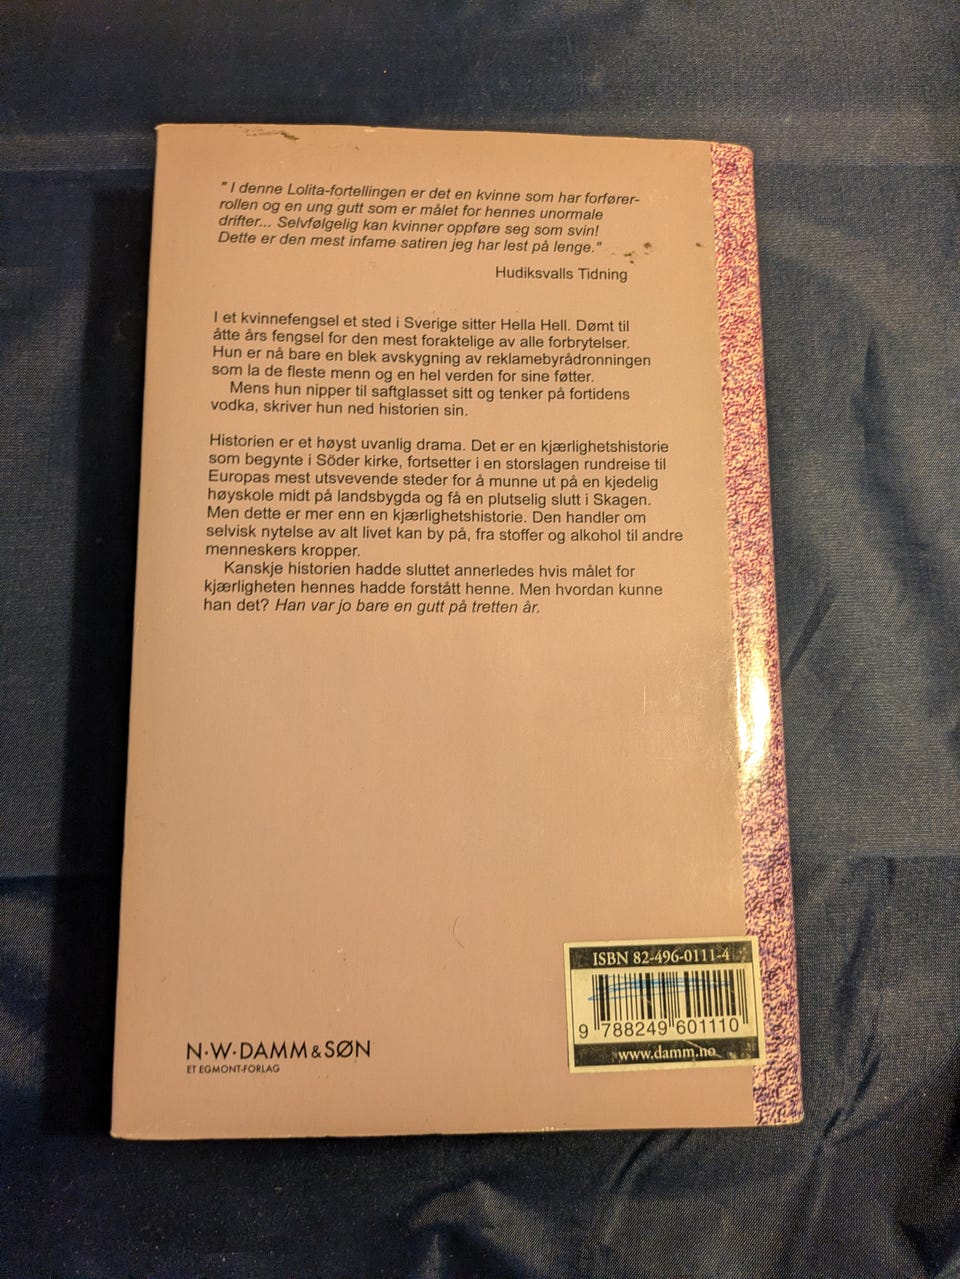 " I denne Lolita-fortellingen er det en kvinne som har forfører-
rollen og en ung gutt som er målet for hennes unormale
drifter... Selvfølgelig kan kvinner oppføre seg som svin!
Dette er den mest infame satiren jeg har lest på lenge."
Hudiksvalls Tidning
I et kvinnefengsel et sted i Sverige sitter Hella Hell. Dømt til
åtte års fengsel for den mest foraktelige av alle forbrytelser.
Hun er nå bare en blek avskygning av reklamebyrådronningen
som la de fleste menn og en hel verden for sine føtter.
Mens hun nipper til saftglasset sitt og tenker på fortidens
vodka, skriver hun ned historien sin.
Historien er et høyst uvanlig drama. Det er en kjærlighetshistorie
som begynte i Söder kirke, fortsetter i en storslagen rundreise til
Europas mest utsvevende steder for å munne ut på en kjedelig
høyskole midt på landsbygda og få en plutselig slutt i Skagen.
Men dette er mer enn en kjærlighetshistorie. Den handler om
selvisk nytelse av alt livet kan by på, fra stoffer og alkohol til andre
menneskers kropper.
Kanskje historien hadde sluttet annerledes hvis målet for
kjærligheten hennes hadde forstått henne. Men hvordan kunne
han det? Han var jo bare en gutt på tretten år.
ISBN 82-496-0111-4
9 788249 601110
www.damm.no
N·W·DAMM & SØN
ET EGMONT-FORLAG